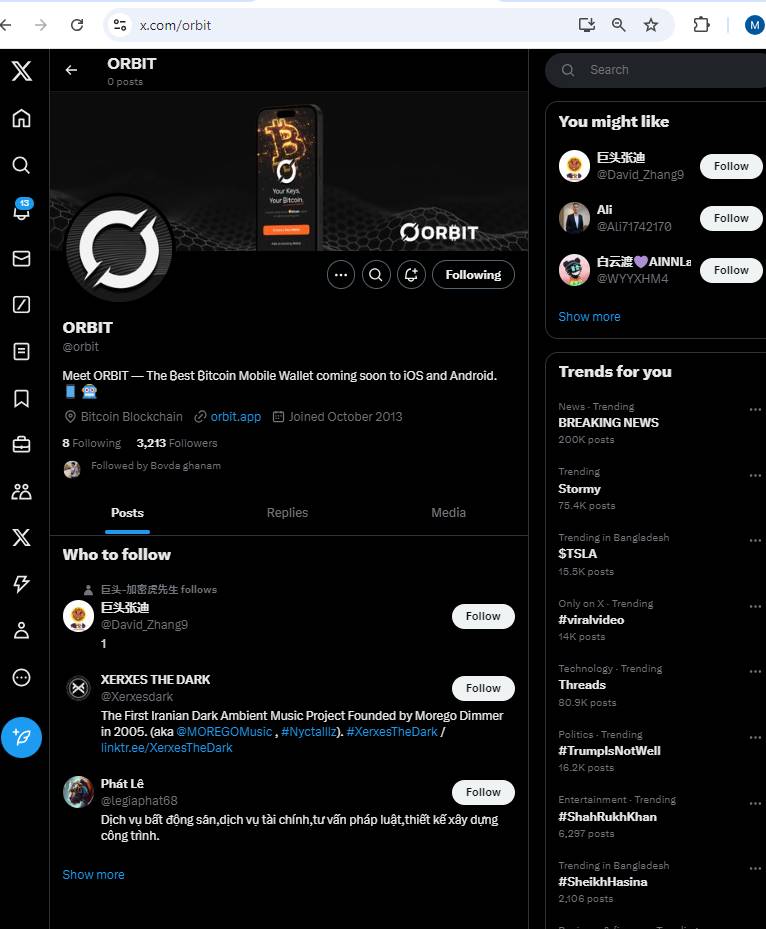 x.com/orbit
M
ORBIT
0 posts
Search
13
Your Keys,
Your Bitcoin.
ORBIT
Following
ORBIT
@orbit
Meet ORBIT — The ₿est ₿itcoin Mobile Wallet coming soon to iOS and Android.
📱 🤖
Bitcoin Blockchain orbit.app Joined October 2013
8 Following 3,213 Followers
Followed by Bovda ghanam
Posts Replies Media
Who to follow
巨头-加密虎先生 follows
巨头张迪
@David_Zhang9
Follow
1
XERXES THE DARK
@Xerxesdark
Follow
The First Iranian Dark Ambient Music Project Founded by Morego Dimmer
in 2005. (aka @MOREGOMusic , #Nyctalllz). #XerxesTheDark /
linktr.ee/XerxesTheDark
Phát Lê
@legiaphat68
Follow
Dịch vụ bất động sản,dịch vụ tài chính,tư vấn pháp luật,thiết kế xây dựng
công trình.
Show more
You might like
巨头张迪
@David_Zhang9
Follow
Ali
@Ali71742170
Follow
白云渡💜AINNLa
@WYYXHM4
Follow
Show more
Trends for you
News · Trending
BREAKING NEWS
200K posts
Trending
Stormy
75.4K posts
Trending in Bangladesh
$TSLA
15.5K posts
Only on X · Trending
#viralvideo
14K posts
Technology · Trending
Threads
80.9K posts
Politics · Trending
#TrumpIsNotWell
16.2K posts
Entertainment · Trending
#ShahRukhKhan
6,297 posts
Trending in Bangladesh
#SheikhHasina
2,106 posts